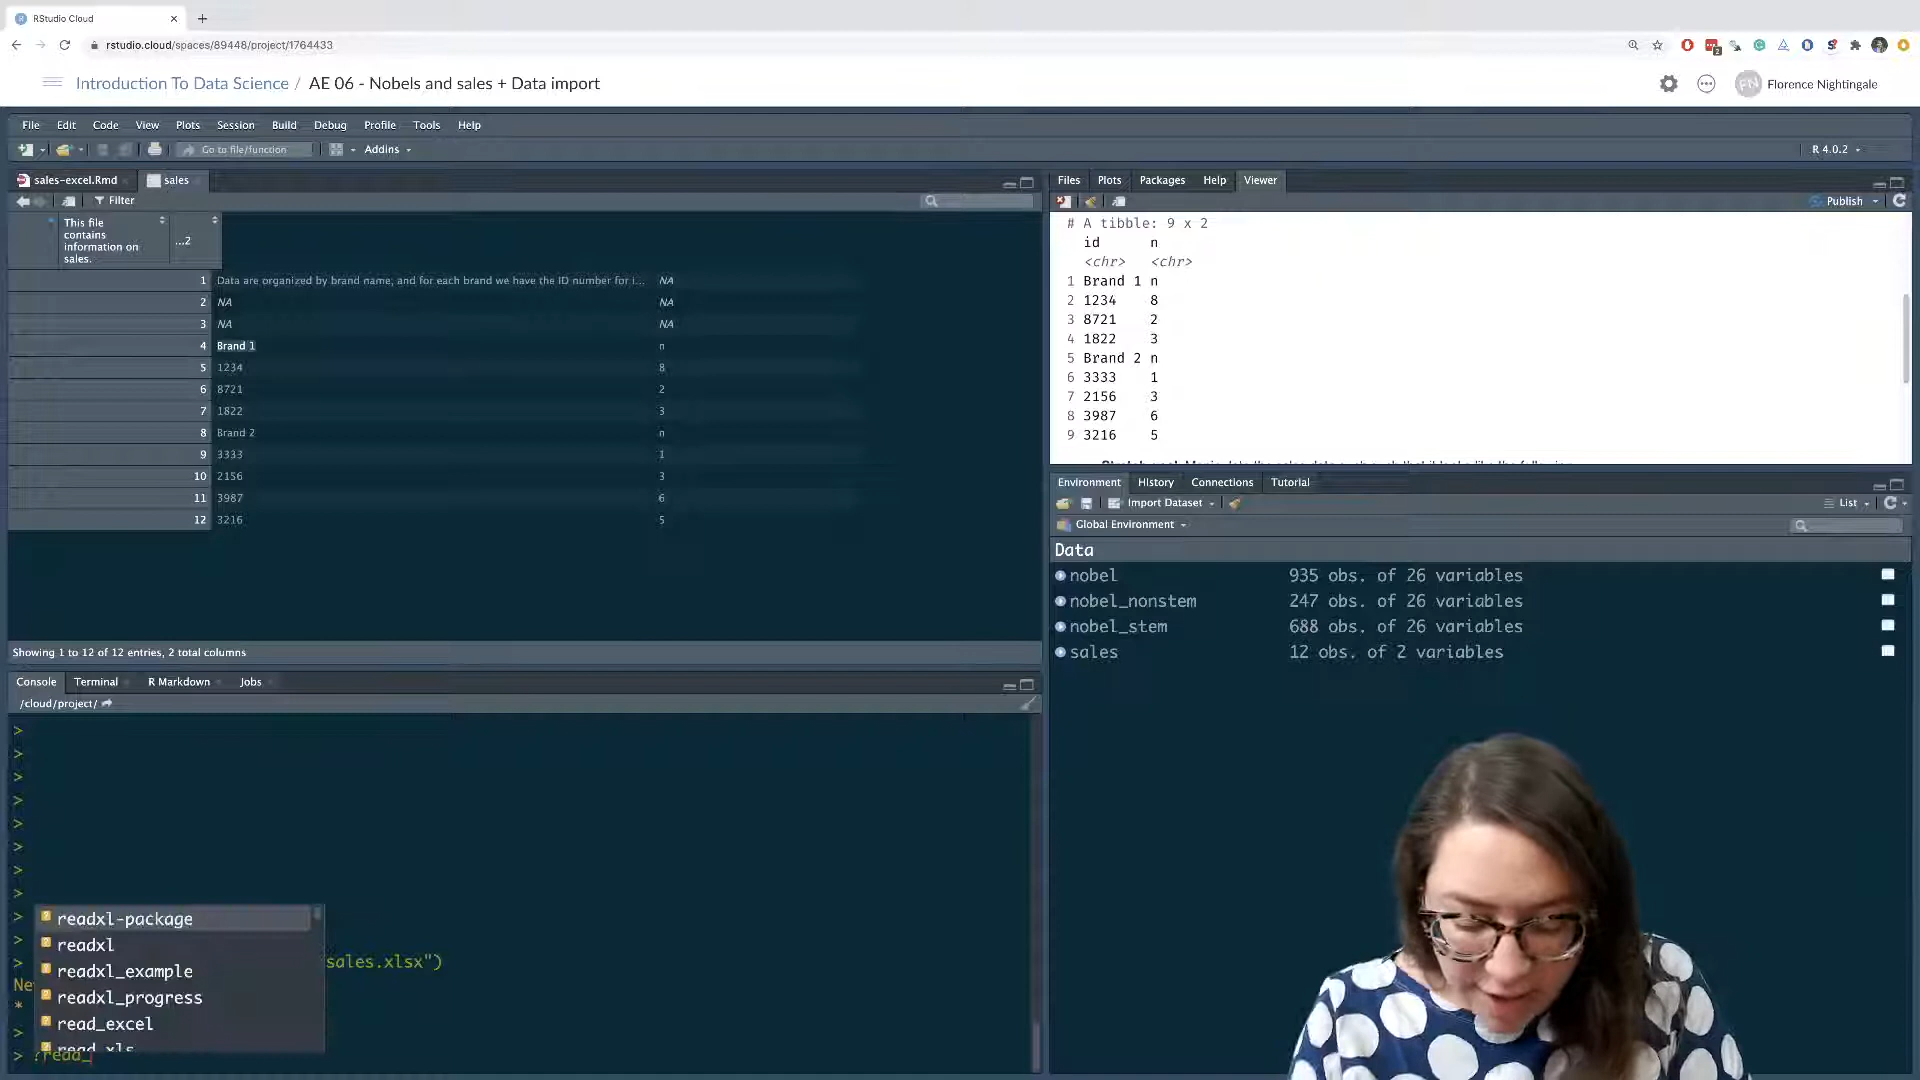 RStudio Cloud
rstudio.cloud/spaces/89448/project/1764433
Introduction To Data Science / AE 06 - Nobels and sales + Data import
FN Florence Nightingale
File Edit Code View Plots Session Build Debug Profile Tools Help
Go to file/function Addins
R 4.0.2
sales-excel.Rmd sales
Filter
This file contains information on sales. ...2
1 Data are organized by brand name, and for each brand we have the ID number for i... NA
2 NA NA
3 NA NA
4 Brand 1 n
5 1234 8
6 8721 2
7 1822 3
8 Brand 2 n
9 3333 1
10 2156 3
11 3987 6
12 3216 5
Showing 1 to 12 of 12 entries, 2 total columns
Console Terminal R Markdown Jobs
/cloud/project/
>
>
>
>
>
>
>
>
>
>
> sales.xlsx")
Ne
*
>
> ?read_
readxl-package
readxl
readxl_example
readxl_progress
read_excel
read_xls
Files Plots Packages Help Viewer
Publish
# A tibble: 9 x 2
id n
<chr> <chr>
1 Brand 1 n
2 1234 8
3 8721 2
4 1822 3
5 Brand 2 n
6 3333 1
7 2156 3
8 3987 6
9 3216 5
Environment History Connections Tutorial
Import Dataset List
Global Environment
Data
nobel 935 obs. of 26 variables
nobel_nonstem 247 obs. of 26 variables
nobel_stem 688 obs. of 26 variables
sales 12 obs. of 2 variables